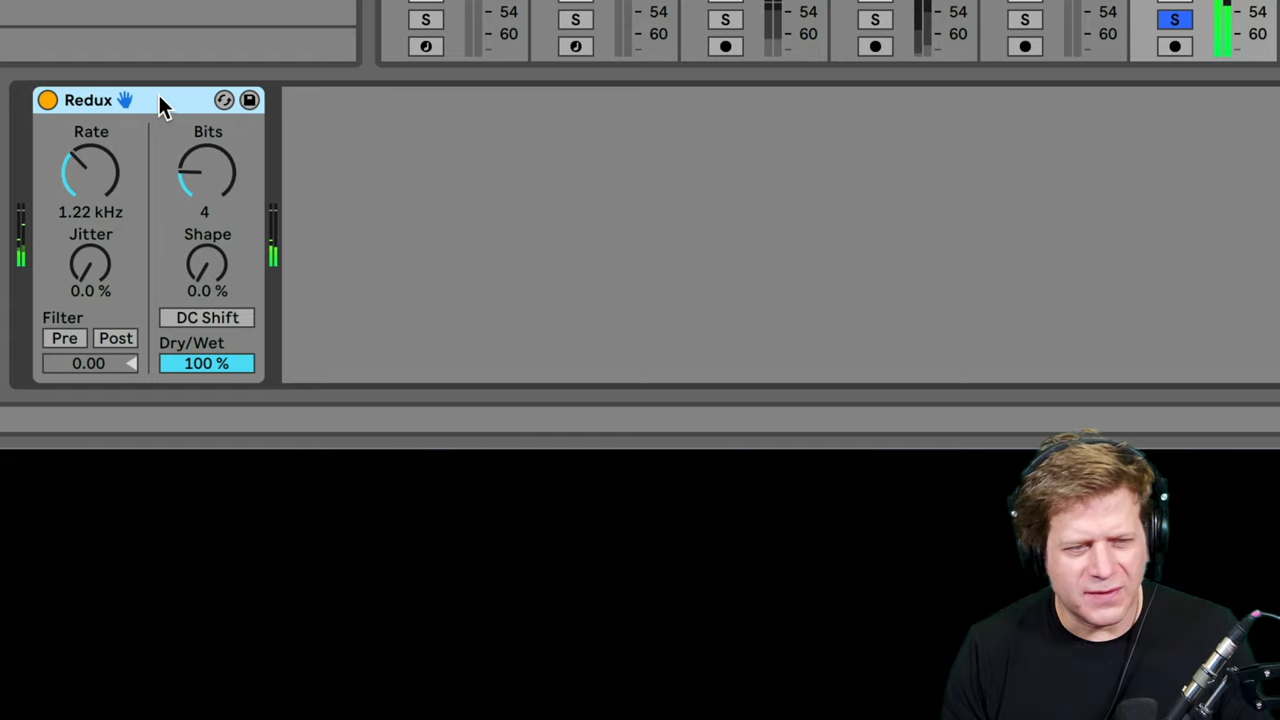 S - 54 S - 54 S - 54 S - 54 S - 54 S - 54
- 60 - 60 - 60 - 60 - 60 - 60
Redux
Rate Bits
1.22 kHz 4
Jitter Shape
0.0 % 0.0 %
Filter DC Shift
Pre Post Dry/Wet
0.00 100 %